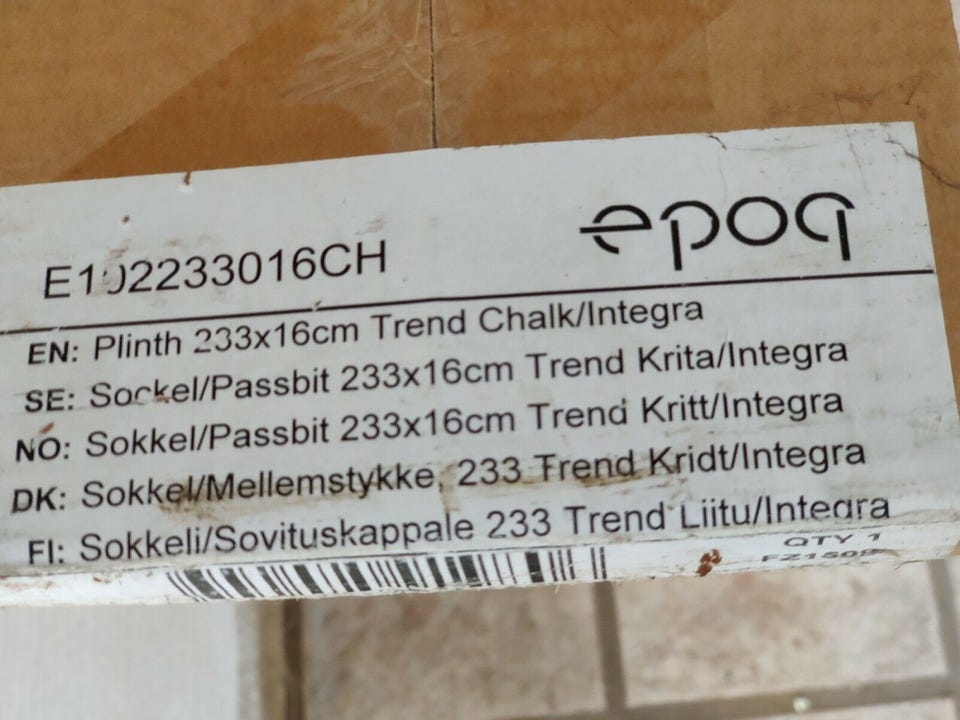 epoq
E102233016CH
EN: Plinth 233x16cm Trend Chalk/Integra
SE: Sockel/Passbit 233x16cm Trend Krita/Integra
NO: Sokkel/Passbit 233x16cm Trend Kritt/Integra
DK: Sokkel/Mellemstykke, 233 Trend Kridt/Integra
FI: Sokkeli/Sovituskappale 233 Trend Liitu/Integra
QTY 1